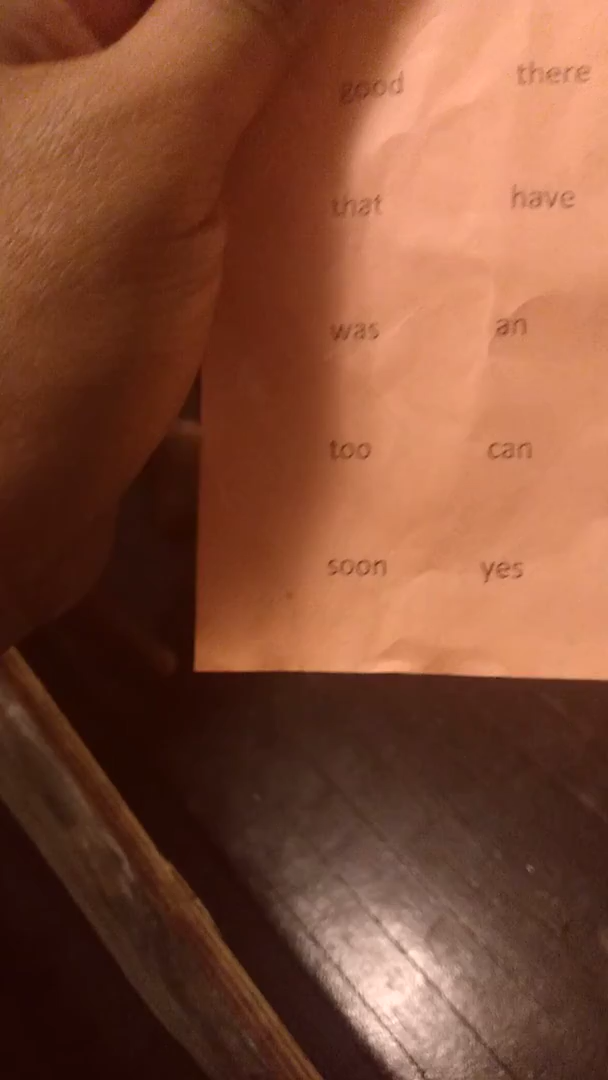 good there
that have
was an
too can
soon yes